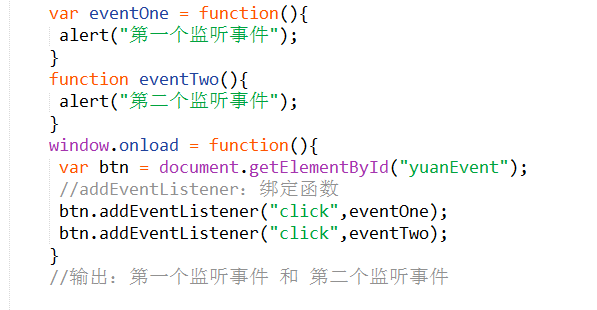 var eventOne = function(){
alert("第一个监听事件");
}
function eventTwo(){
alert("第二个监听事件");
}
window.onload = function(){
var btn = document.getElementById("yuanEvent");
//addEventListener：绑定函数
btn.addEventListener("click",eventOne);
btn.addEventListener("click",eventTwo);
}
//输出：第一个监听事件 和 第二个监听事件